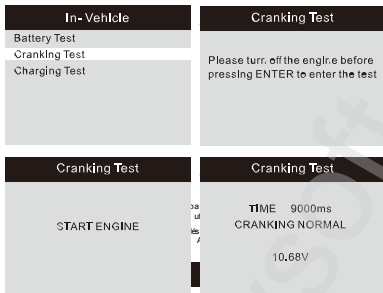 In-Vehicle
Battery Test
Cranking Test
Charging Test
Cranking Test
Please turn off the engine before
pressing ENTER to enter the test
Cranking Test
START ENGINE
Cranking Test
TIME 9000ms
CRANKING NORMAL
10.68V